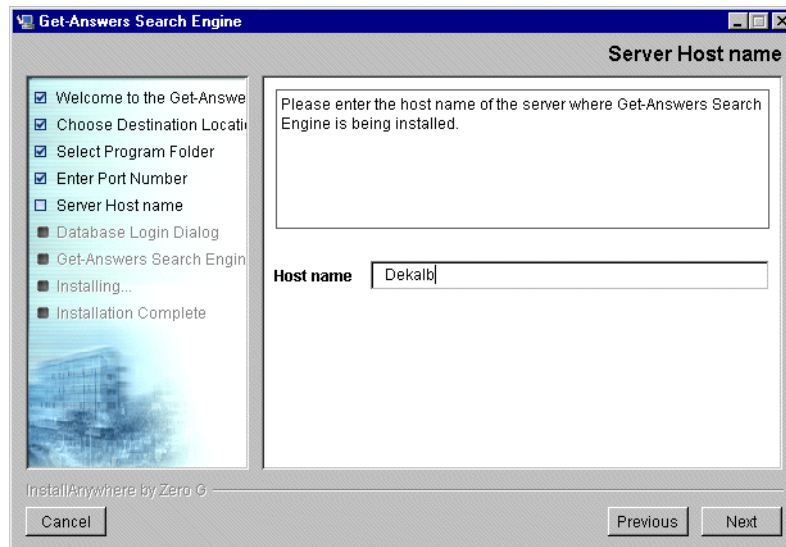 Get-Answers Search Engine
Server Host name
Welcome to the Get-Answe
Choose Destination Locati
Select Program Folder
Enter Port Number
Server Host name
Database Login Dialog
Get-Answers Search Engin
Installing...
Installation Complete
Please enter the host name of the server where Get-Answers Search
Engine is being installed.
Host name Dekalb
InstallAnywhere by Zero G
Cancel Previous Next